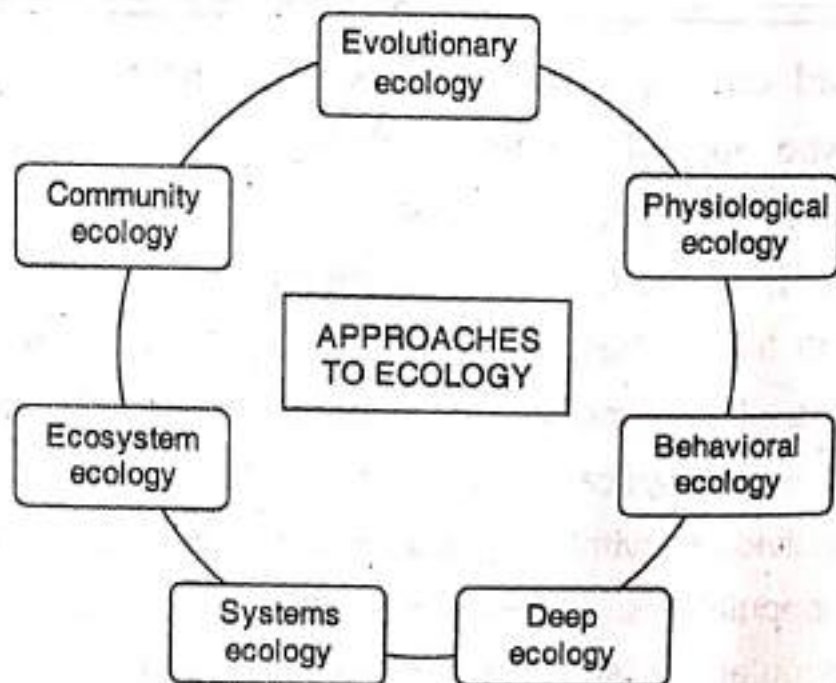 Evolutionary
ecology
Physiological
ecology
Behavioral
ecology
Deep
ecology
Systems
ecology
Ecosystem
ecology
Community
ecology
APPROACHES
TO ECOLOGY